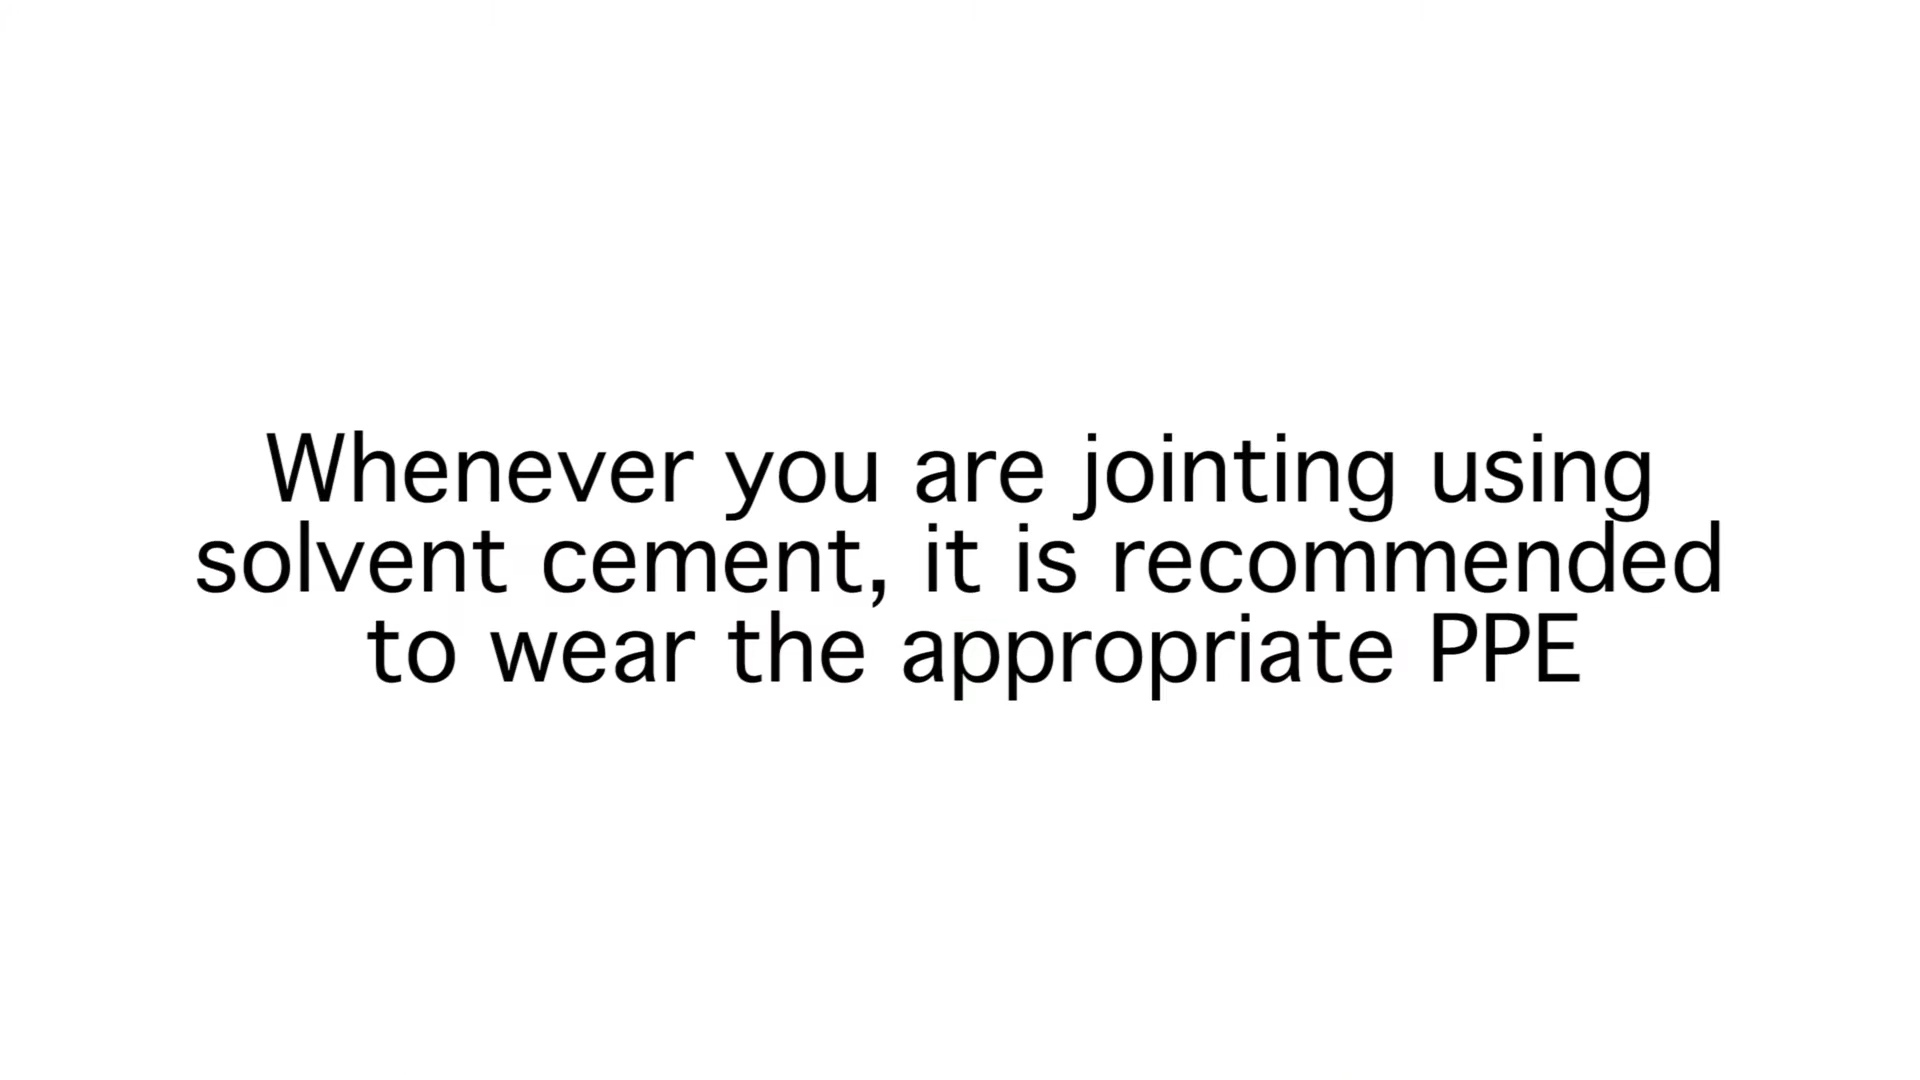 Whenever you are jointing using
solvent cement, it is recommended
to wear the appropriate PPE